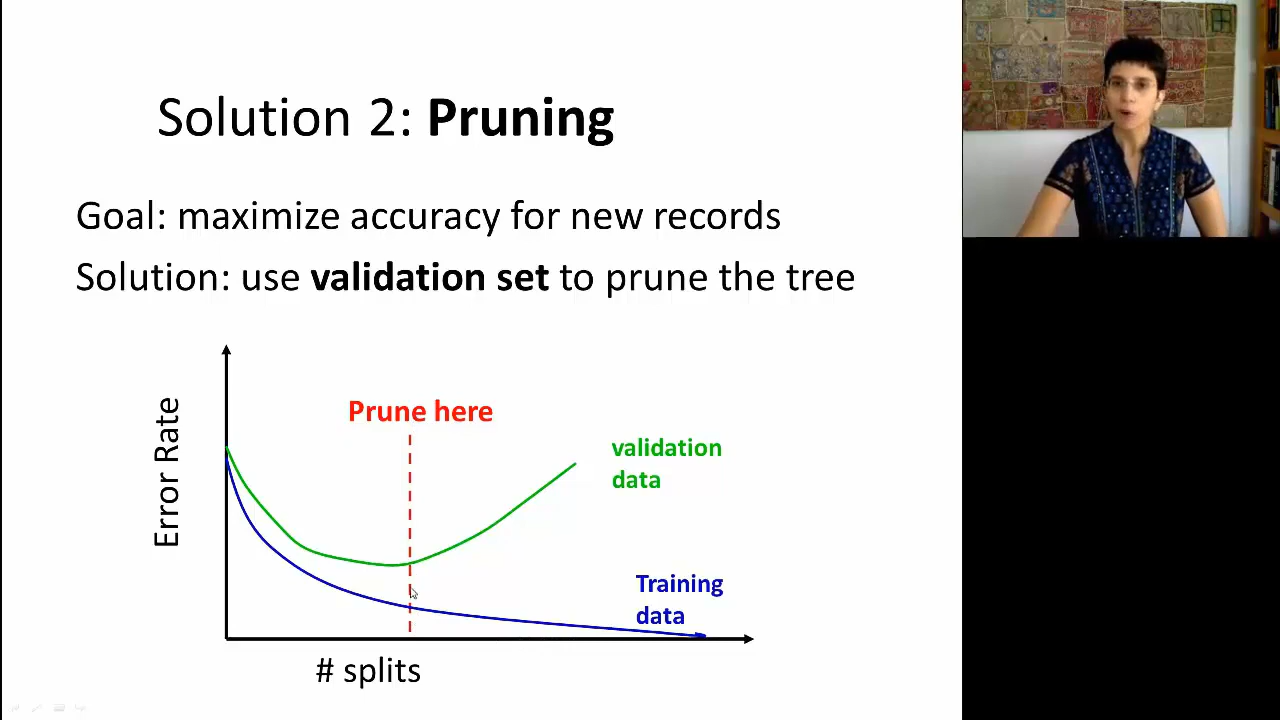 Solution 2: Pruning
Goal: maximize accuracy for new records
Solution: use validation set to prune the tree
Error Rate
Prune here
validation
data
Training
data
# splits